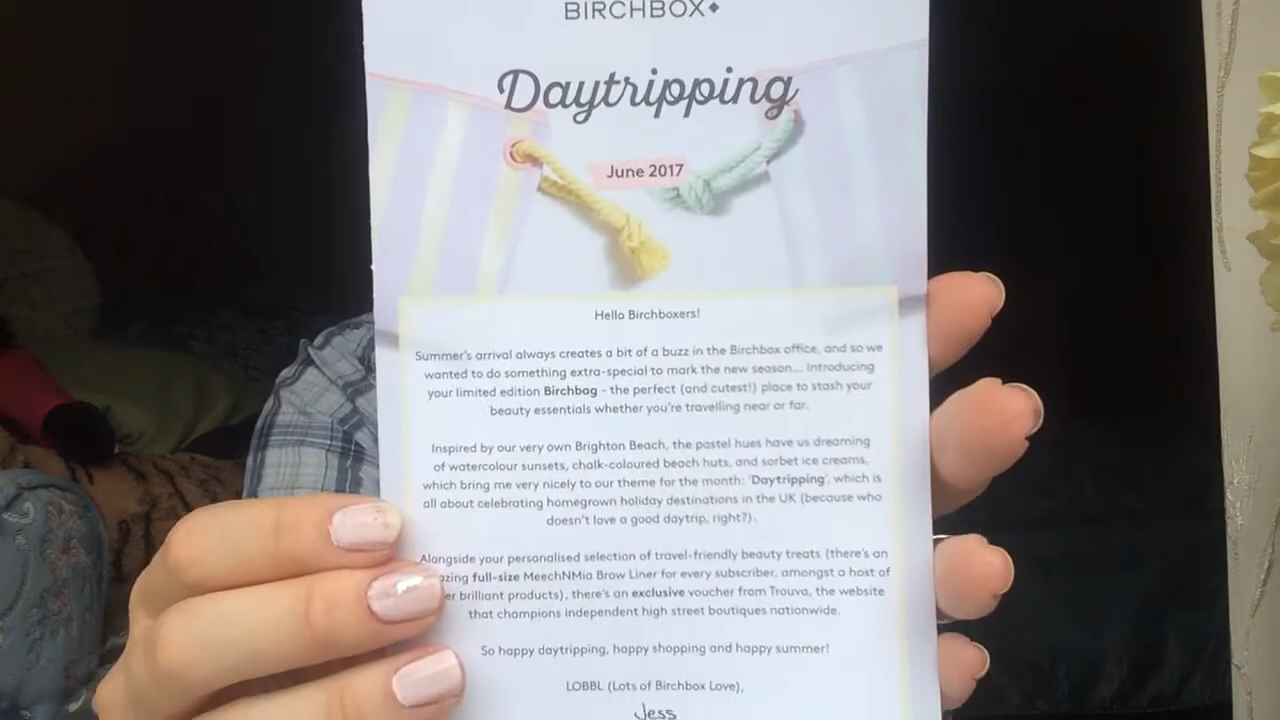 BIRCHBOX◆
Daytripping
June 2017
Hello Birchboxers!
Summer's arrival always creates a bit of a buzz in the Birchbox office, and so we
wanted to do something extra-special to mark the new season... Introducing
your limited edition Birchbag - the perfect (and cutest!) place to stash your
beauty essentials whether you're travelling near or far.
Inspired by our very own Brighton Beach, the pastel hues have us dreaming
of watercolour sunsets, chalk-coloured beach huts, and sorbet ice creams,
which bring me very nicely to our theme for the month: 'Daytripping', which is
all about celebrating homegrown holiday destinations in the UK (because who
doesn't love a good daytrip, right?).
Alongside your personalised selection of travel-friendly beauty treats (there's an
full-size MeechNMia Brow Liner for every subscriber, amongst a host of
brilliant products), there's an exclusive voucher from Trouva, the website
that champions independent high street boutiques nationwide.
So happy daytripping, happy shopping and happy summer!
LOBBL (Lots of Birchbox Love),
Jess